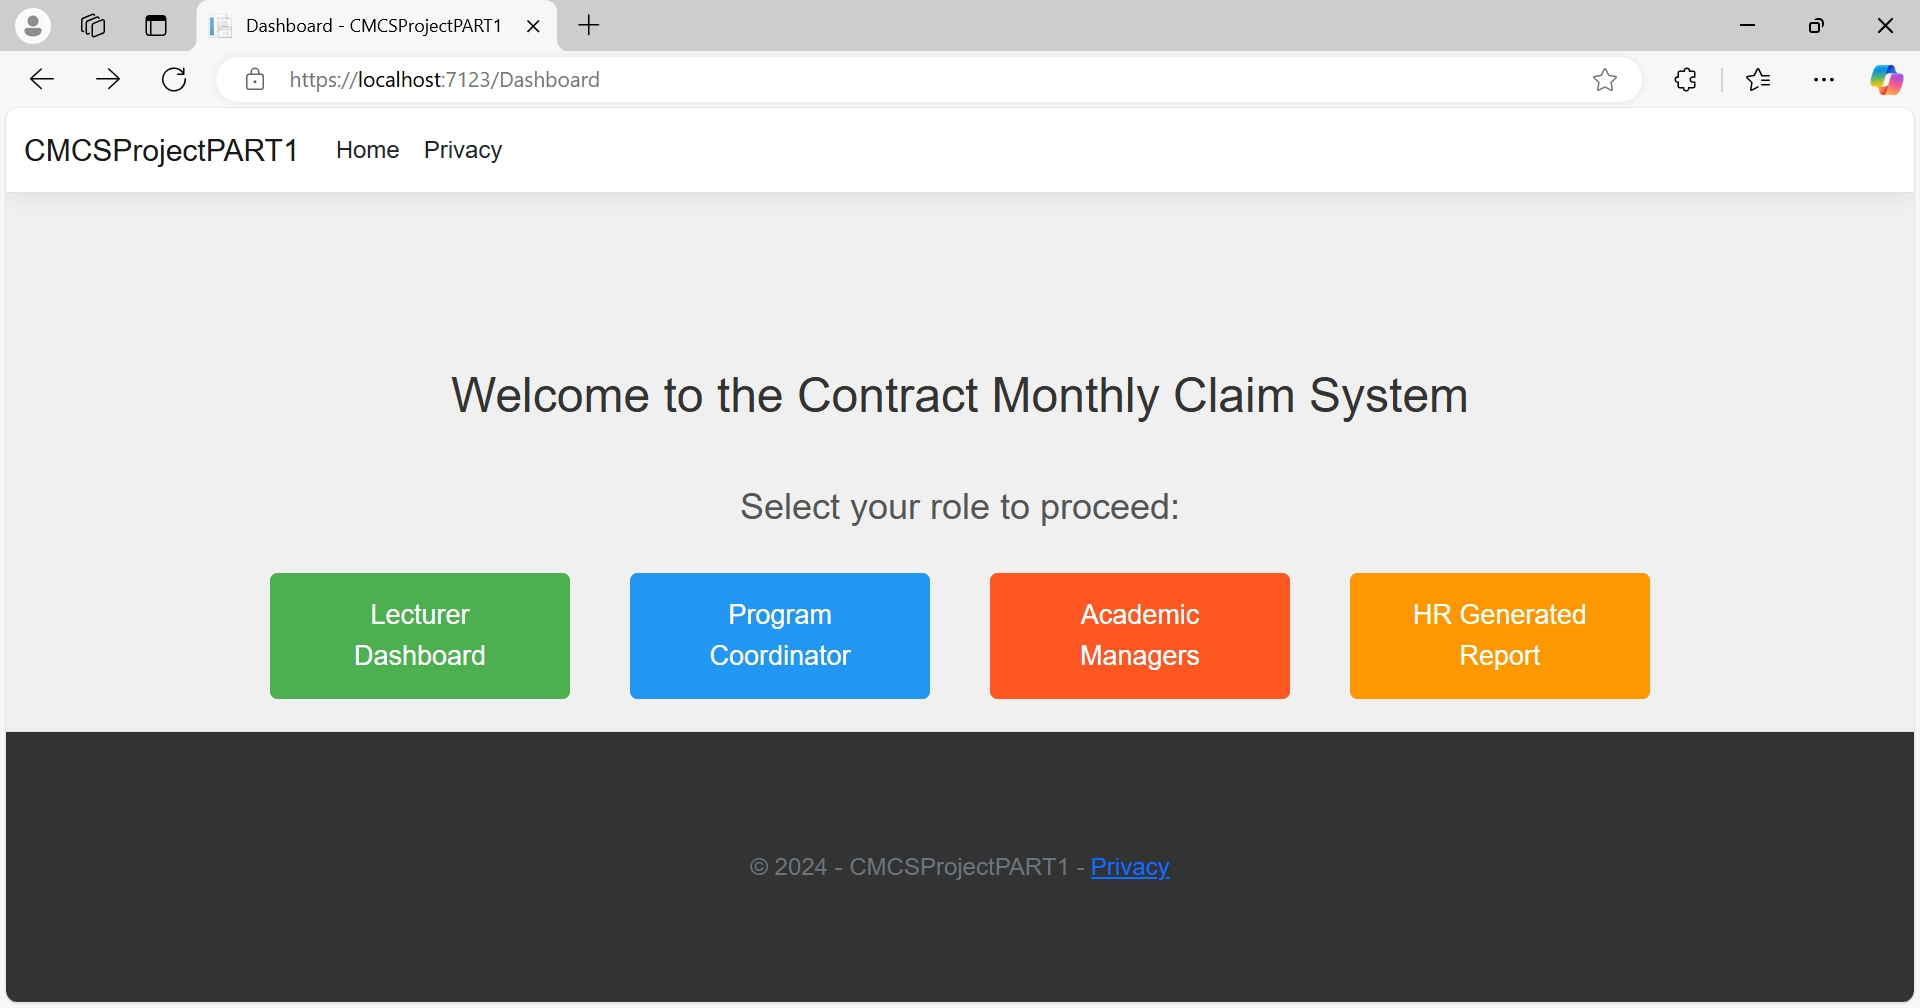 Dashboard - CMCSProjectPART1
https://localhost:7123/Dashboard
CMCSProjectPART1 Home Privacy
Welcome to the Contract Monthly Claim System
Select your role to proceed:
Lecturer
Dashboard
Program
Coordinator
Academic
Managers
HR Generated
Report
© 2024 - CMCSProjectPART1 - Privacy